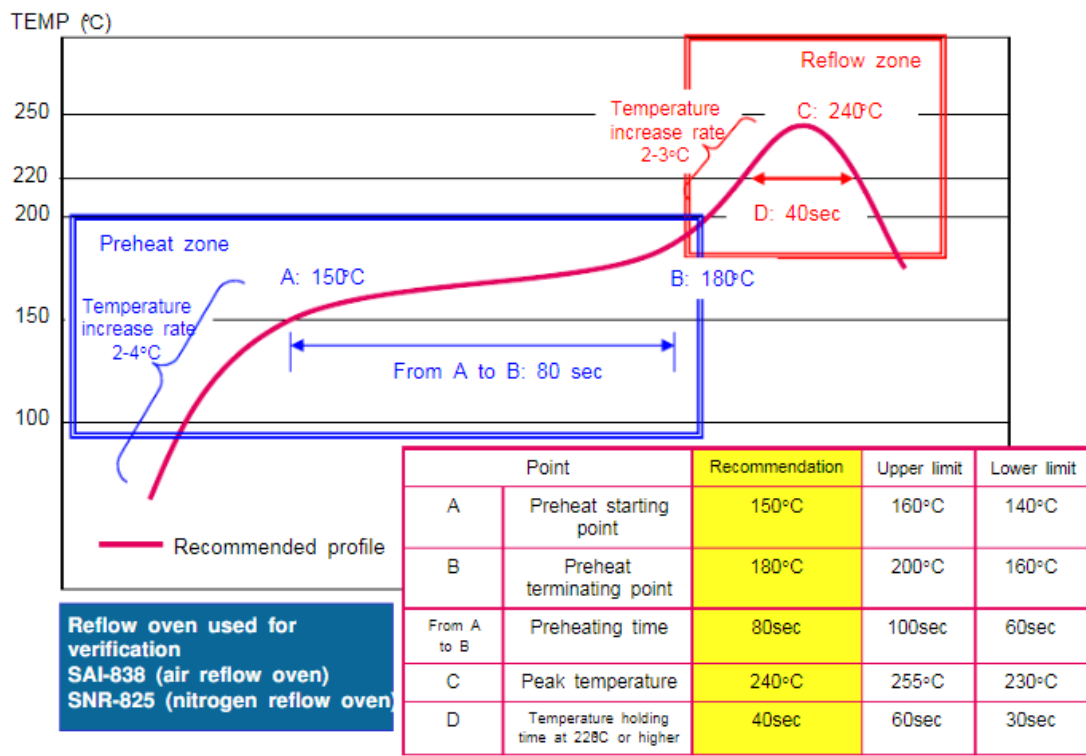 TEMP (°C)
250
220
200
150
100
Reflow zone
Temperature
increase rate
2-3°C
C: 240°C
D: 40sec
Preheat zone
A: 150°C
B: 180°C
Temperature
increase rate
2-4°C
From A to B: 80 sec
Recommended profile
Reflow oven used for
verification
SAI-838 (air reflow oven)
SNR-825 (nitrogen reflow oven)
Point Recommendation Upper limit Lower limit
A Preheat starting
point 150°C 160°C 140°C
B Preheat
terminating point 180°C 200°C 160°C
From A
to B Preheating time 80sec 100sec 60sec
C Peak temperature 240°C 255°C 230°C
D Temperature holding
time at or higher 40sec 60sec 30sec